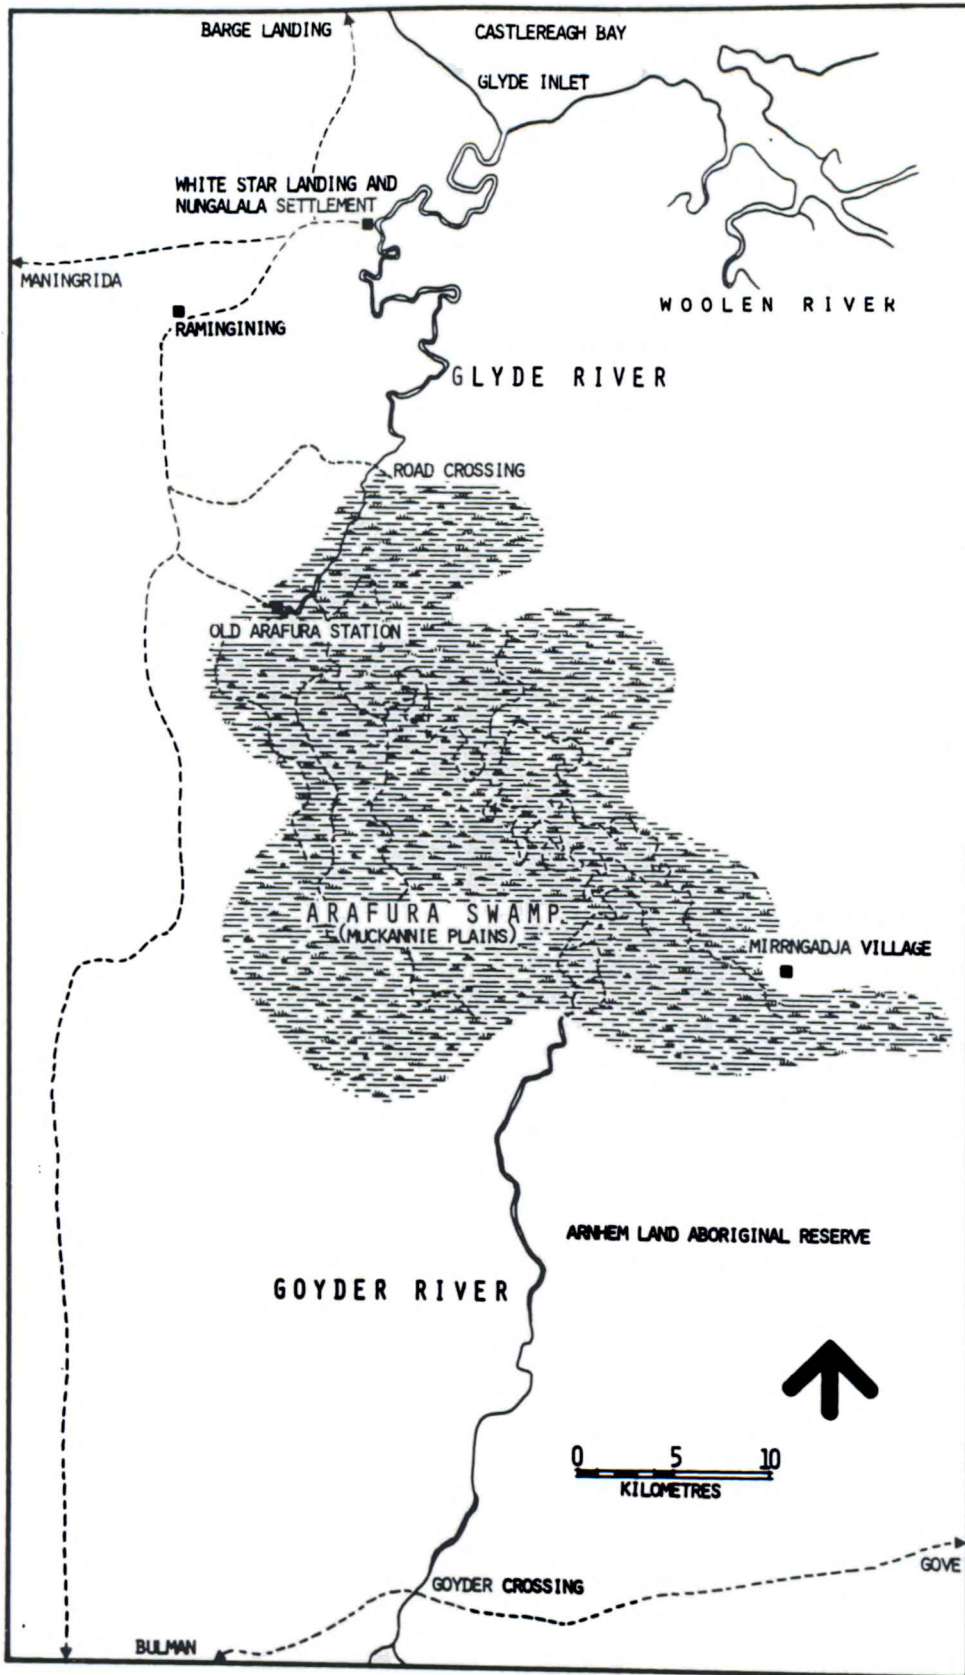 BARGE LANDING
CASTLEREAGH BAY
GLYDE INLET
WHITE STAR LANDING AND
NUNGALALA SETTLEMENT
MANINGRIDA
RAMINGINING
WOOLEN RIVER
GLYDE RIVER
ROAD CROSSING
OLD ARAFURA STATION
ARAFURA SWAMP
(MUCKANNIE PLAINS)
MIRRNGADJA VILLAGE
ARNHEM LAND ABORIGINAL RESERVE
GOYDER RIVER
0 5 10
KILOMETRES
GOVE
GOYDER CROSSING
BULMAN